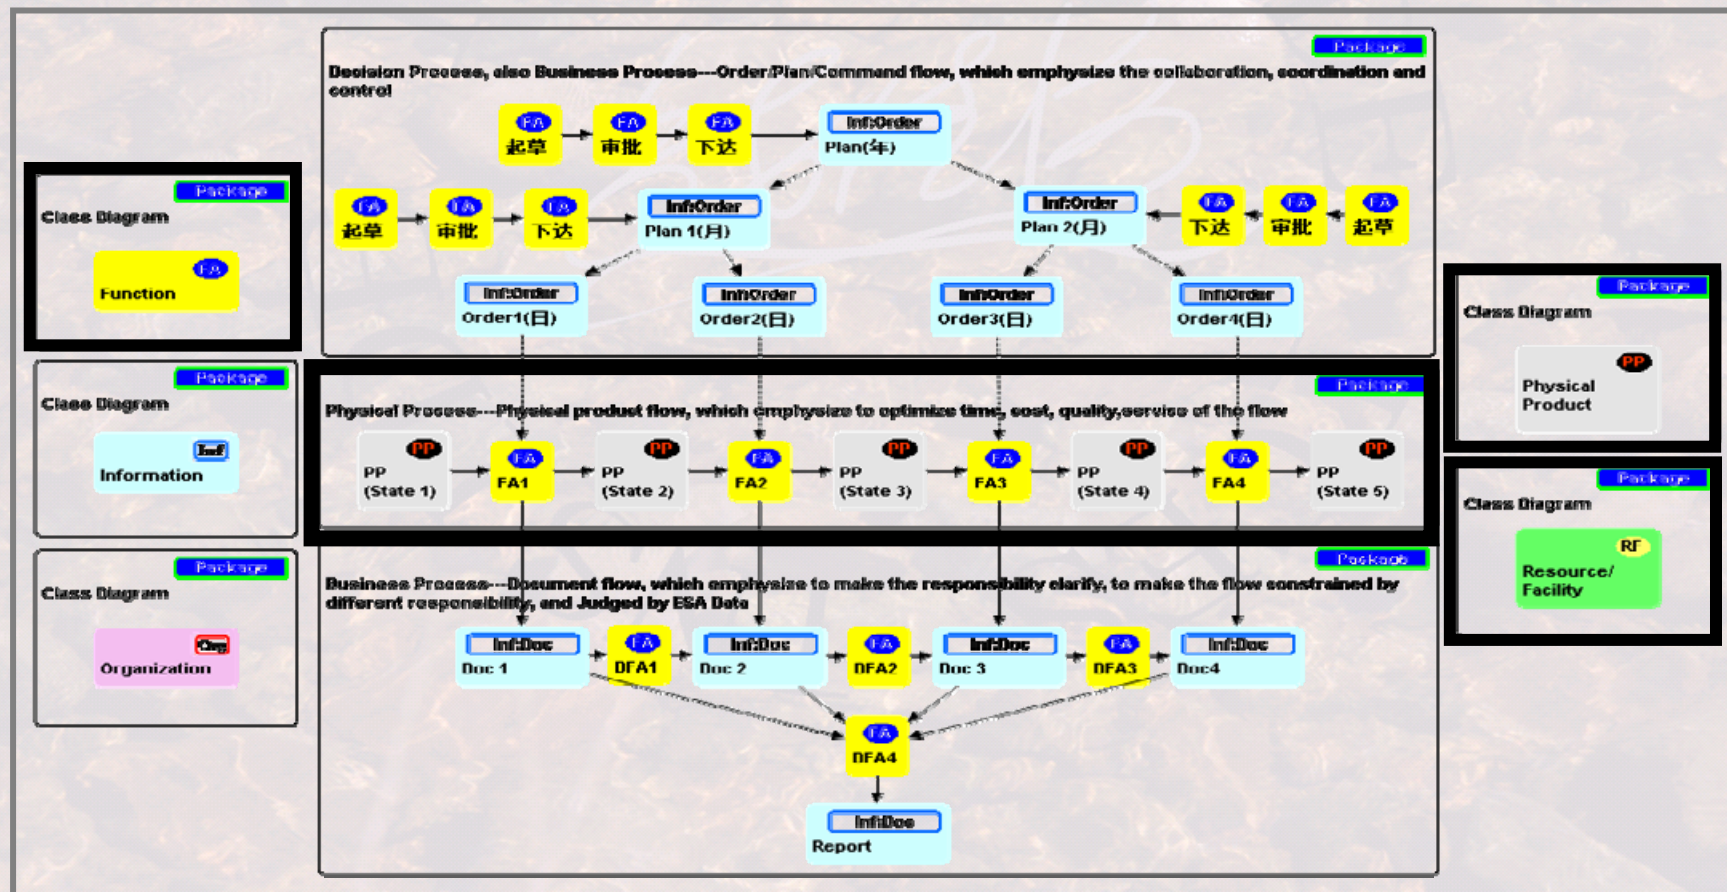 Package
Decision Process, also Business Process---Order/Plan/Command flow, which emphysize the collaboration, coordination and
control
FA
起草
FA
审批
FA
下达
Inf:Order
Plan(年)
FA
起草
FA
审批
FA
下达
Inf:Order
Plan 1(月)
Inf:Order
Plan 2(月)
FA
下达
FA
审批
FA
起草
Inf:Order
Order1(日)
Inf:Order
Order2(日)
Inf:Order
Order3(日)
Inf:Order
Order4(日)
Package
Class Diagram
FA
Function
Package
Class Diagram
Inf
Information
Package
Class Diagram
Org
Organization
Package
Physical Process---Physical product flow, which emphysize to optimize time, cost, quality,service of the flow
PP
PP
(State 1)
FA
FA1
PP
PP
(State 2)
FA
FA2
PP
PP
(State 3)
FA
FA3
PP
PP
(State 4)
FA
FA4
PP
PP
(State 5)
Package
Business Process---Document flow, which emphysize to make the responsibility clarify, to make the flow constrained by
different responsibility, and Judged by ESA Data
Inf:Doc
Doc 1
FA
DFA1
Inf:Doc
Doc 2
FA
DFA2
Inf:Doc
Doc 3
FA
DFA3
Inf:Doc
Doc4
FA
DFA4
Inf:Doc
Report
Package
Class Diagram
PP
Physical
Product
Package
Class Diagram
RF
Resource/
Facility